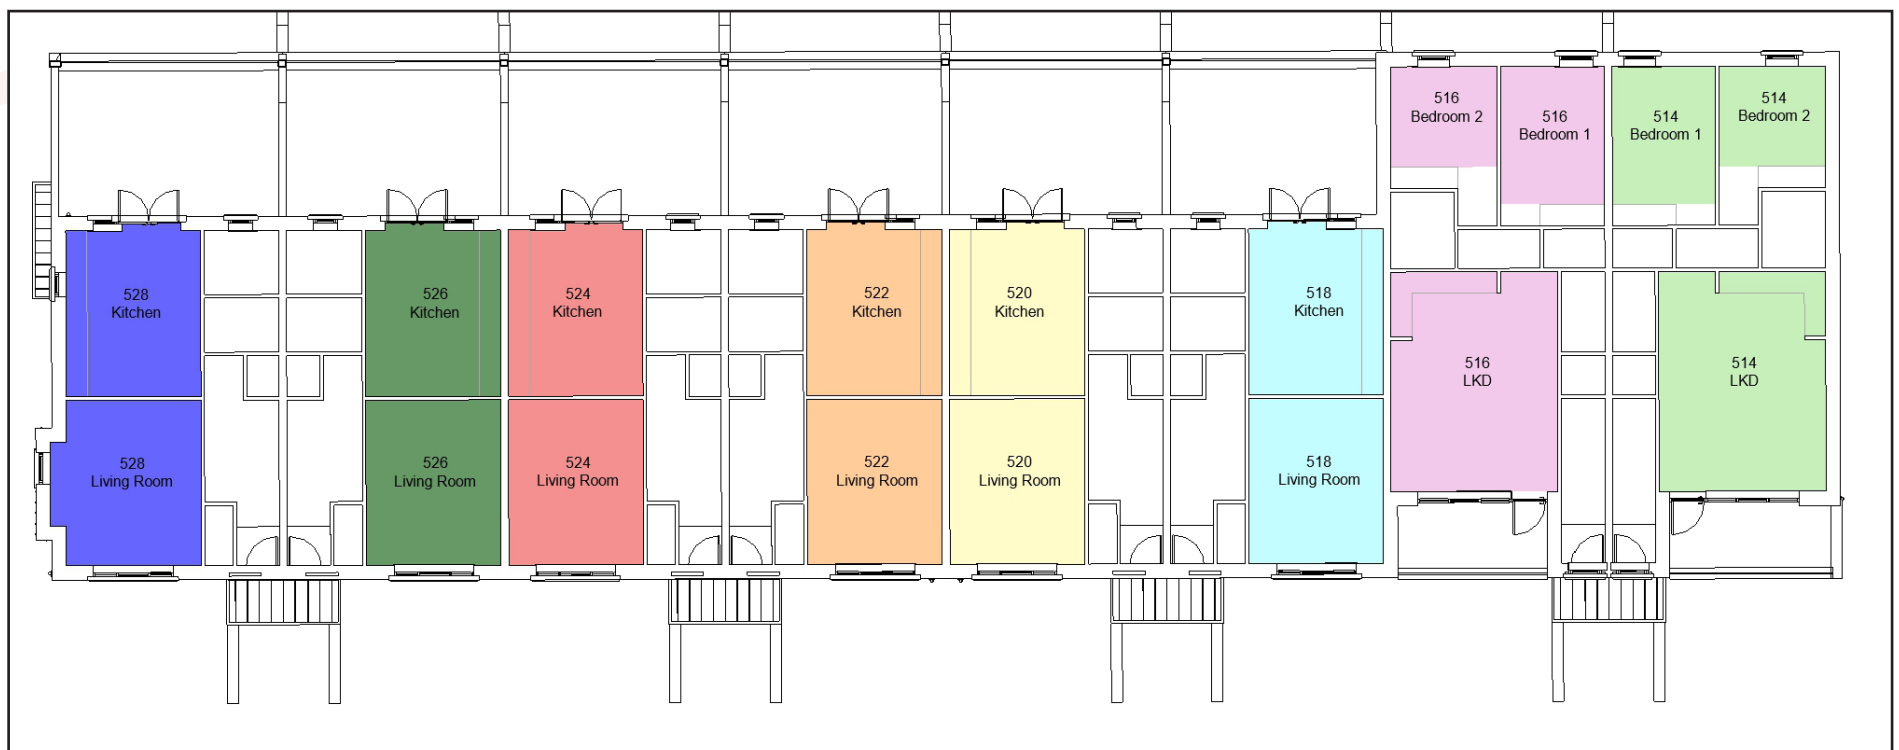 516
Bedroom 2
516
Bedroom 1
514
Bedroom 1
514
Bedroom 2
528
Kitchen
526
Kitchen
524
Kitchen
522
Kitchen
520
Kitchen
518
Kitchen
516
LKD
514
LKD
528
Living Room
526
Living Room
524
Living Room
522
Living Room
520
Living Room
518
Living Room